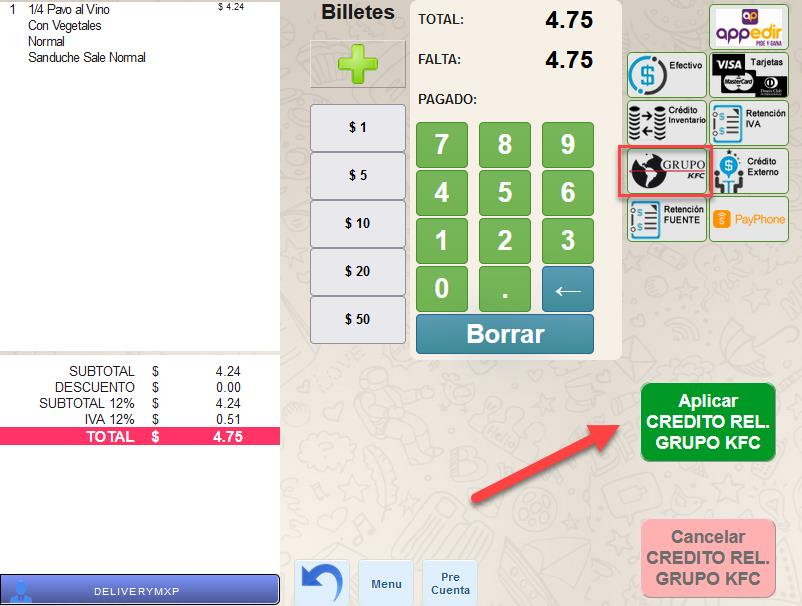 1 1/4 Pavo al Vino $ 4.24
Con Vegetales
Normal
Sanduche Sale Normal
SUBTOTAL $ 4.24
DESCUENTO $ 0.00
SUBTOTAL 12% $ 4.24
IVA 12% $ 0.51
TOTAL $ 4.75
DELIVERYMXP
Billetes
$ 1
$ 5
$ 10
$ 20
$ 50
TOTAL: 4.75
FALTA: 4.75
PAGADO:
7 8 9
4 5 6
1 2 3
0 . ←
Borrar
appedir
PIDE Y GANA
Efectivo
VISA Tarjetas
MasterCard
Diners Club
Crédito
Inventario
Retención
IVA
GRUPO
KFC
Crédito
Externo
Retención
FUENTE
PayPhone
Aplicar
CREDITO REL.
GRUPO KFC
Cancelar
CREDITO REL.
GRUPO KFC
Menu
Pre
Cuenta